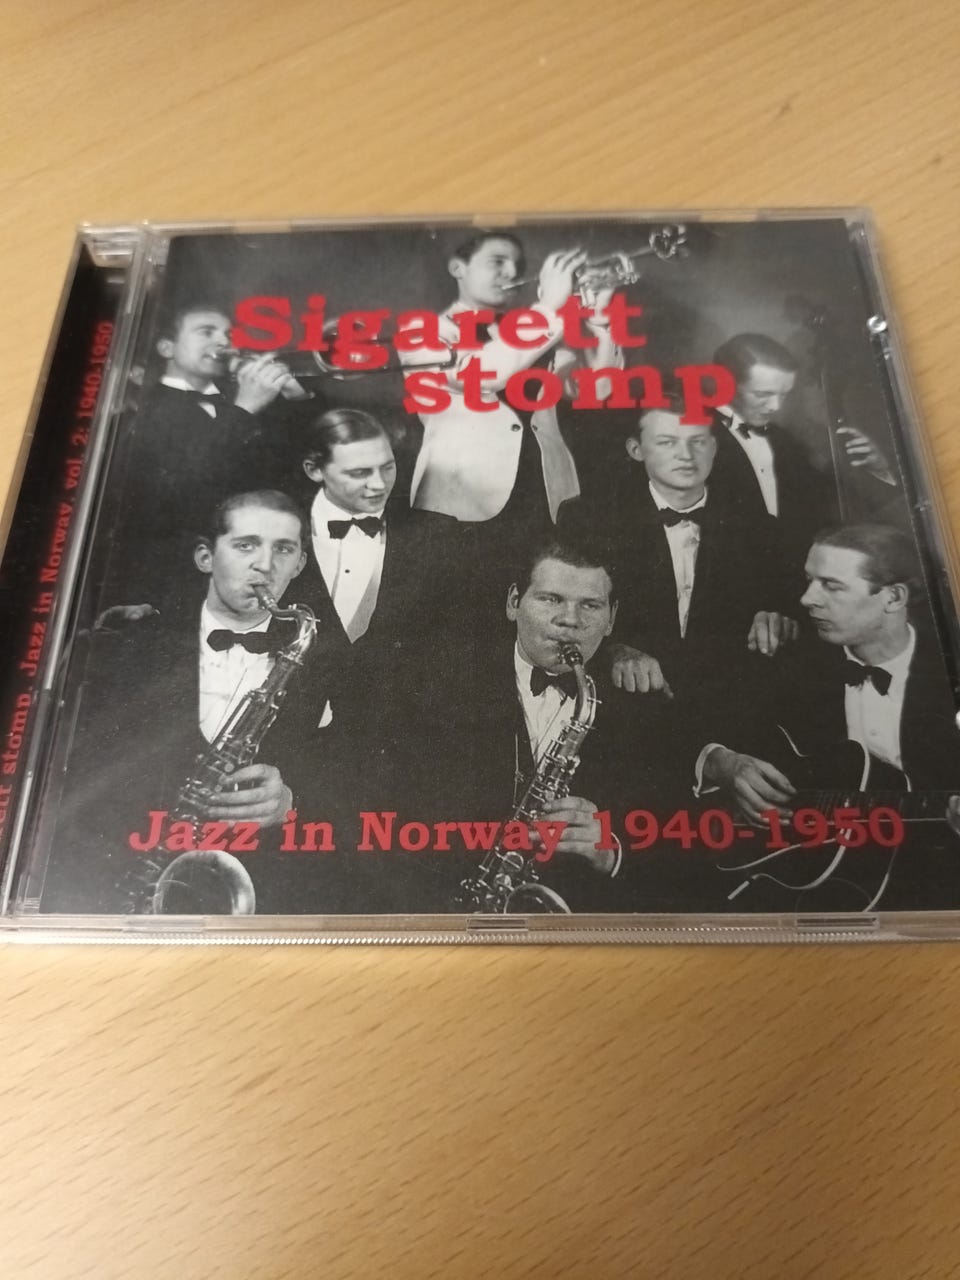 Sigarett
stomp
Jazz in Norway 1940-1950
stomp. Jazz in Norway, vol. 2: 1940-1950